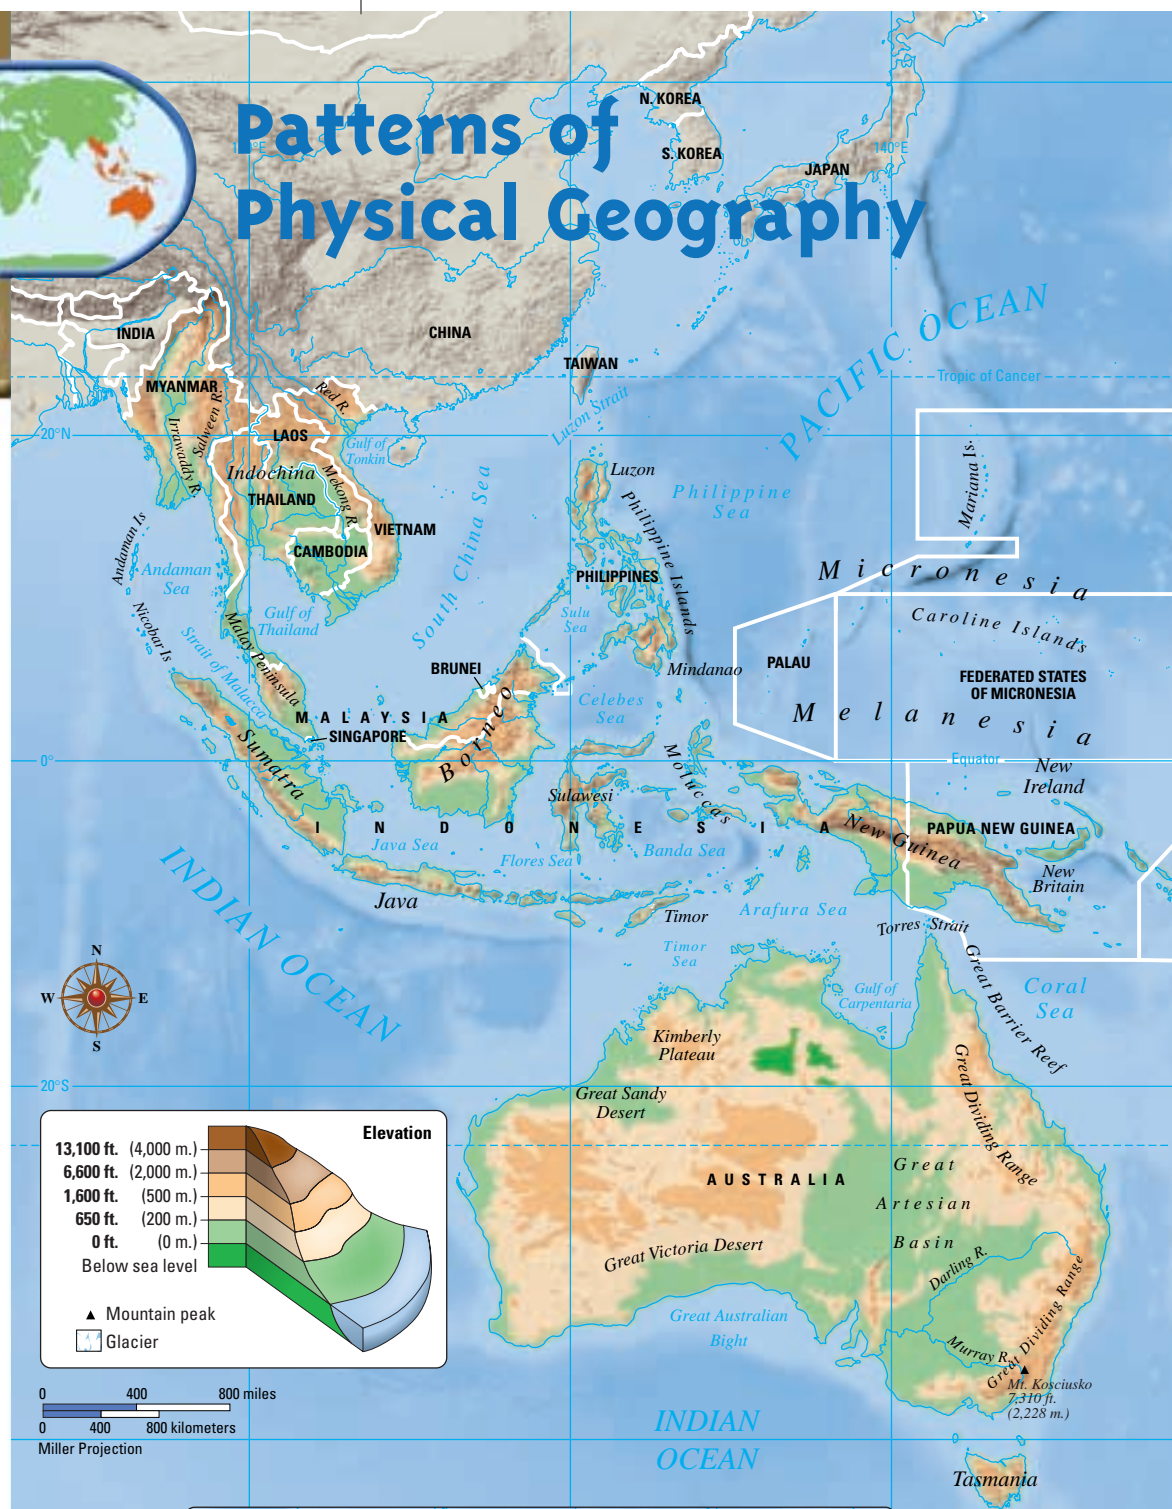 Patterns of
Physical Geography
N. KOREA
S. KOREA
JAPAN
140°E
INDIA
CHINA
PACIFIC OCEAN
TAIWAN
MYANMAR
Tropic of Cancer
Red R.
Salween R.
Irrawaddy R.
Luzon Strait
20°N
LAOS
Gulf of
Tonkin
Indochina
Mekong R.
THAILAND
Luzon
Philippine
Sea
Mariana Is.
VIETNAM
CAMBODIA
South China Sea
Philippine Islands
Andaman Is
Andaman
Sea
PHILIPPINES
Micronesia
Nicobar Is
Gulf of
Thailand
Sulu
Sea
Caroline Islands
Malay Peninsula
Strait of Malacca
BRUNEI
Mindanao
PALAU
FEDERATED STATES
OF MICRONESIA
Celebes
Sea
MALAYSIA
SINGAPORE
Melanesia
Borneo
Sumatra
0°
Equator
New
Ireland
Moluccas
Sulawesi
INDONESIA
New Guinea
PAPUA NEW GUINEA
Java Sea
Flores Sea
Banda Sea
New
Britain
INDIAN OCEAN
Java
Timor
Arafura Sea
Torres Strait
Timor
Sea
N
W
E
S
Gulf of
Carpentaria
Great Barrier Reef
Coral
Sea
Kimberly
Plateau
20°S
Great Sandy
Desert
Great Dividing Range
AUSTRALIA
Great
Artesian
Basin
Great Victoria Desert
Darling R.
Great Dividing Range
Great Australian
Bight
Murray R.
Mt. Kosciusko
7,310 ft.
(2,228 m.)
INDIAN
OCEAN
Tasmania
Elevation
13,100 ft. (4,000 m.)
6,600 ft. (2,000 m.)
1,600 ft. (500 m.)
650 ft. (200 m.)
0 ft. (0 m.)
Below sea level
Mountain peak
Glacier
0 400 800 miles
0 400 800 kilometers
Miller Projection